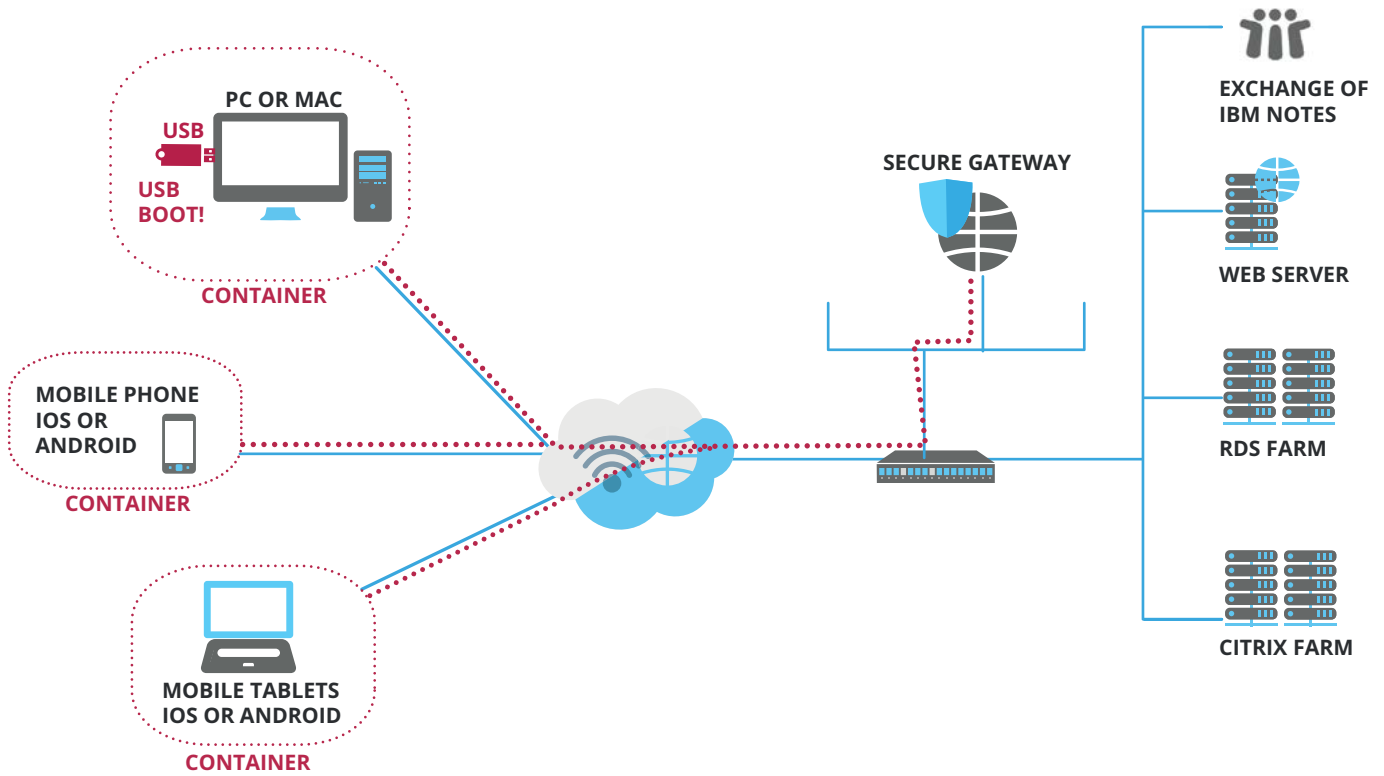 PC OR MAC
USB
USB
BOOT!
CONTAINER
MOBILE PHONE
IOS OR
ANDROID
CONTAINER
MOBILE TABLETS
IOS OR ANDROID
CONTAINER
SECURE GATEWAY
EXCHANGE OF
IBM NOTES
WEB SERVER
RDS FARM
CITRIX FARM